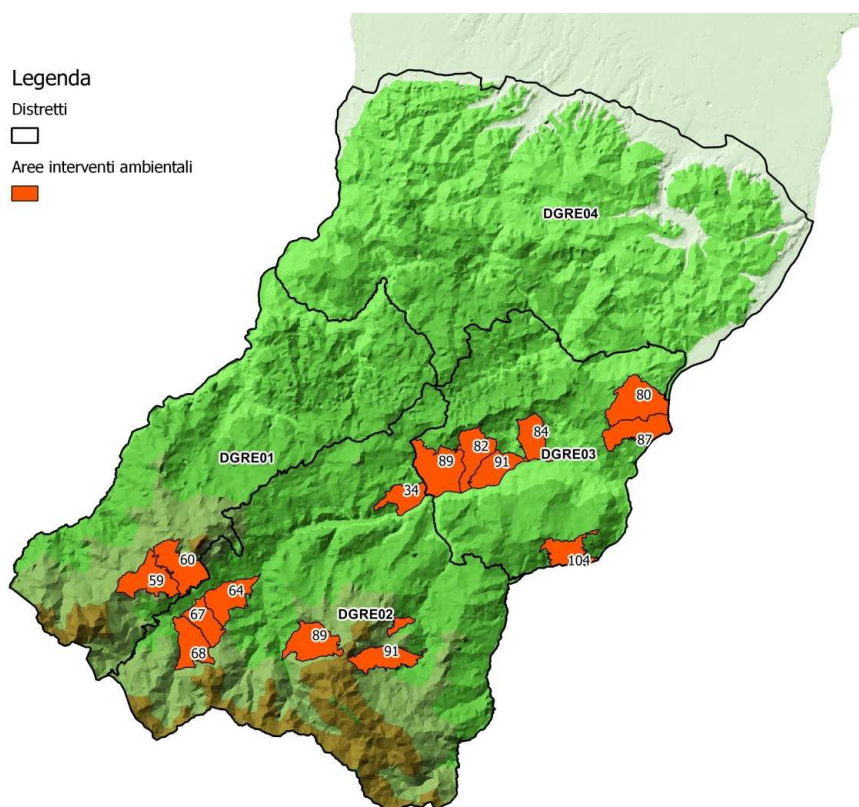 Legenda
Distretti
Aree interventi ambientali
DGRE04
80
84
82
87
DGRE03
DGRE01
89
91
34
60
104
59
64
67
DGRE02
89
68
91